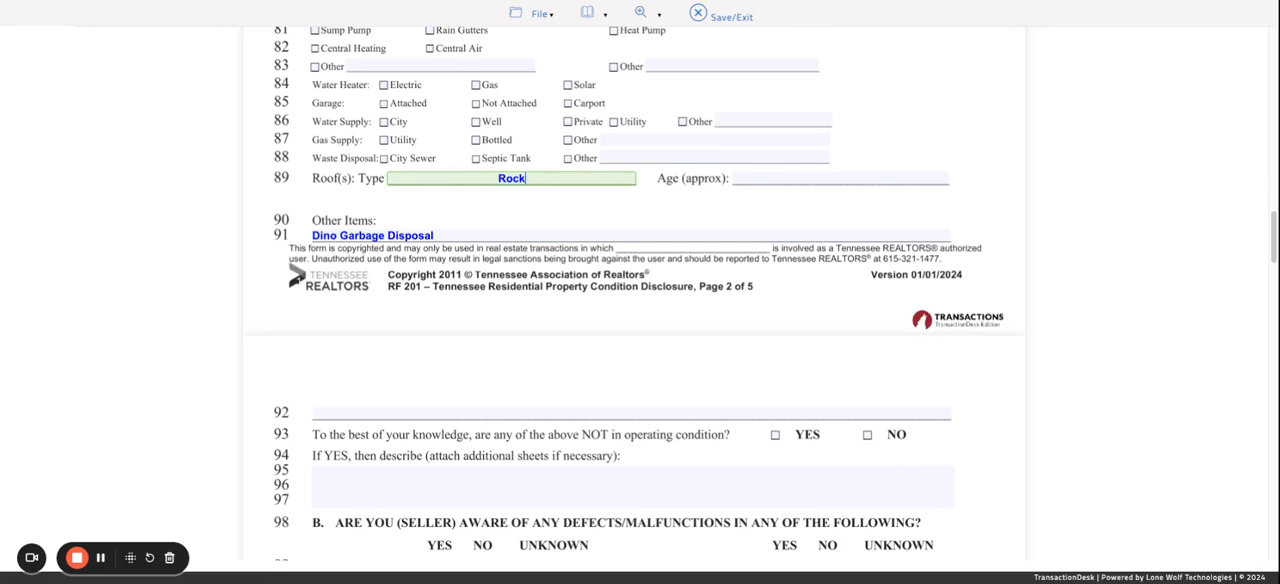 File
Save/Exit
81 Sump Pump Rain Gutters Heat Pump
82 Central Heating Central Air
83 Other Other
84 Water Heater: Electric Gas Solar
85 Garage: Attached Not Attached Carport
86 Water Supply: City Well Private Utility Other
87 Gas Supply: Utility Bottled Other
88 Waste Disposal: City Sewer Septic Tank Other
89 Roof(s): Type Rock Age (approx):
90 Other Items:
91 Dino Garbage Disposal
This form is copyrighted and may only be used in real estate transactions in which is involved as a Tennessee REALTORS® authorized
user. Unauthorized use of the form may result in legal sanctions being brought against the user and should be reported to Tennessee REALTORS® at 615-321-1477.
TENNESSEE
REALTORS
Copyright 2011 © Tennessee Association of Realtors® Version 01/01/2024
RF 201 – Tennessee Residential Property Condition Disclosure, Page 2 of 5
TRANSACTIONS
TransactionDesk Edition
92
93 To the best of your knowledge, are any of the above NOT in operating condition? YES NO
94 If YES, then describe (attach additional sheets if necessary):
95
96
97
98 B. ARE YOU (SELLER) AWARE OF ANY DEFECTS/MALFUNCTIONS IN ANY OF THE FOLLOWING?
YES NO UNKNOWN YES NO UNKNOWN
TransactionDesk | Powered by Lone Wolf Technologies | © 2024